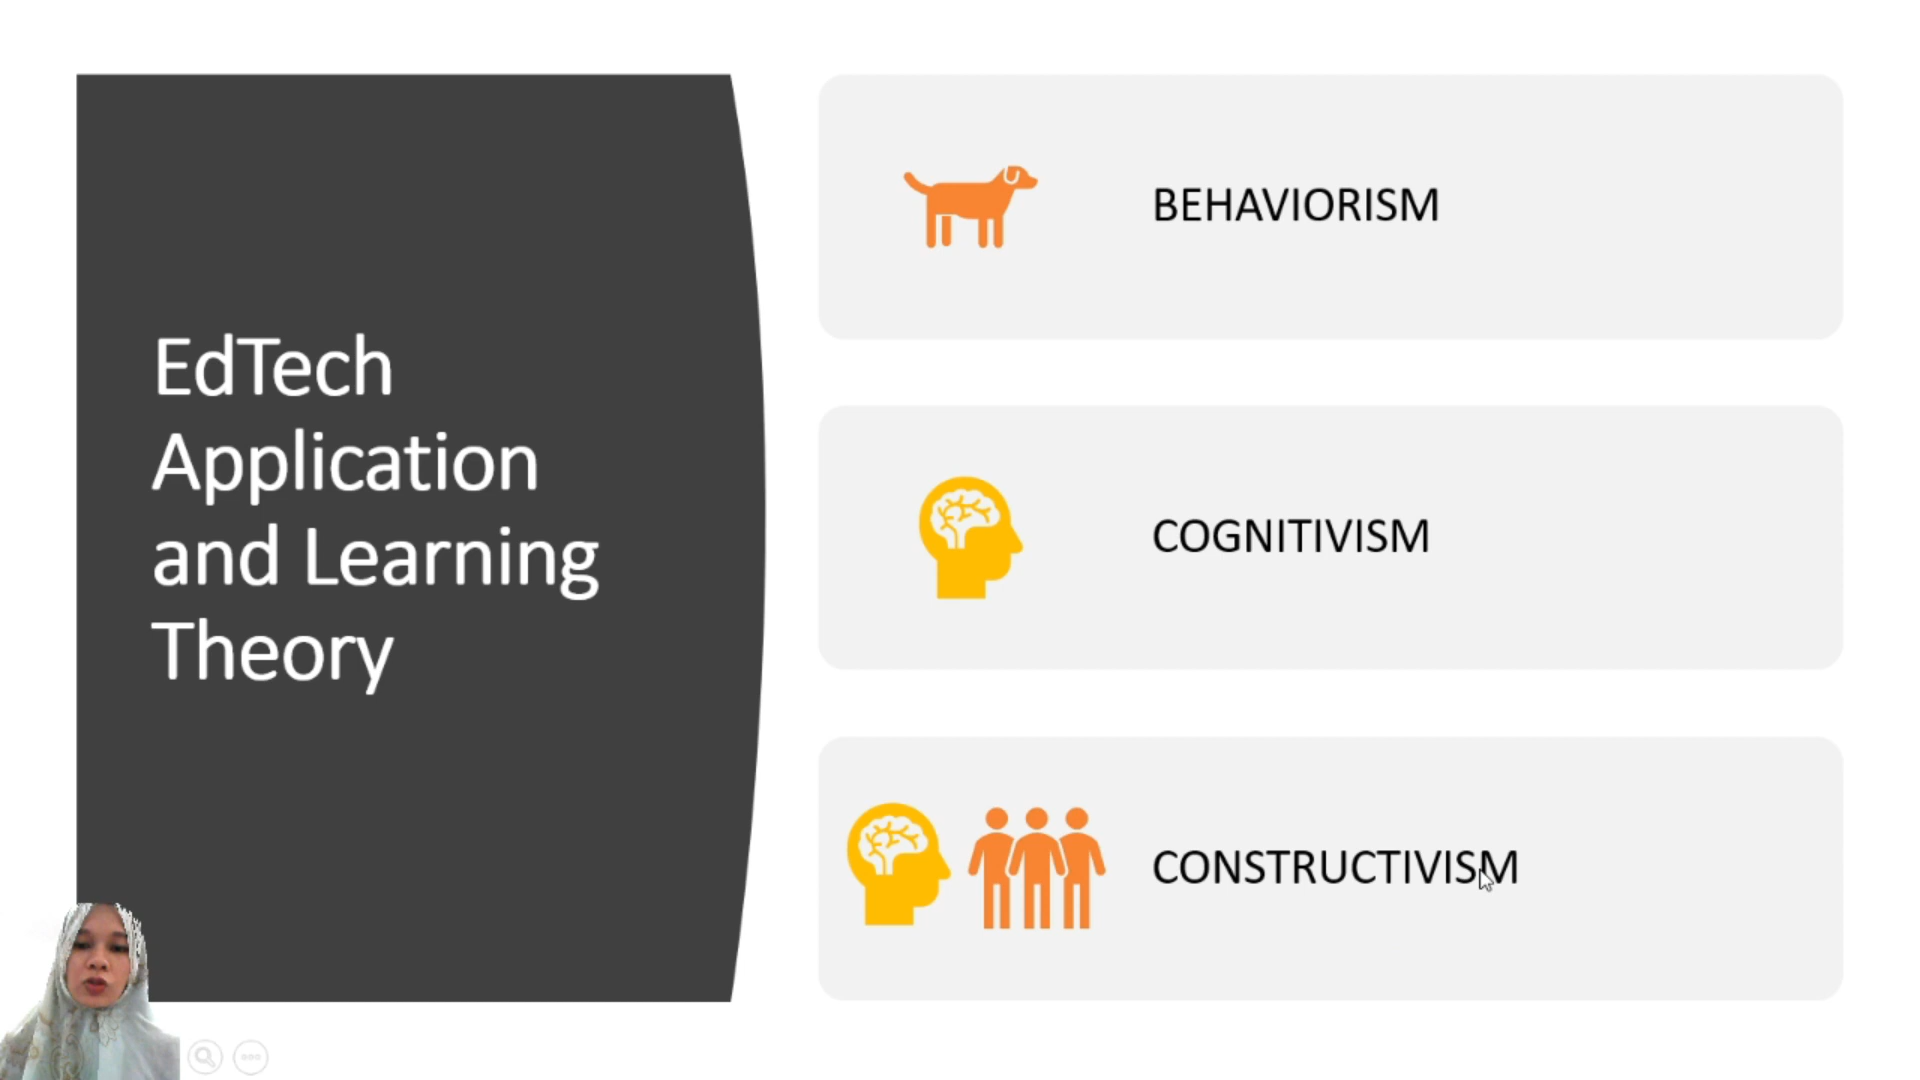 EdTech
Application
and Learning
Theory
BEHAVIORISM
COGNITIVISM
CONSTRUCTIVISM